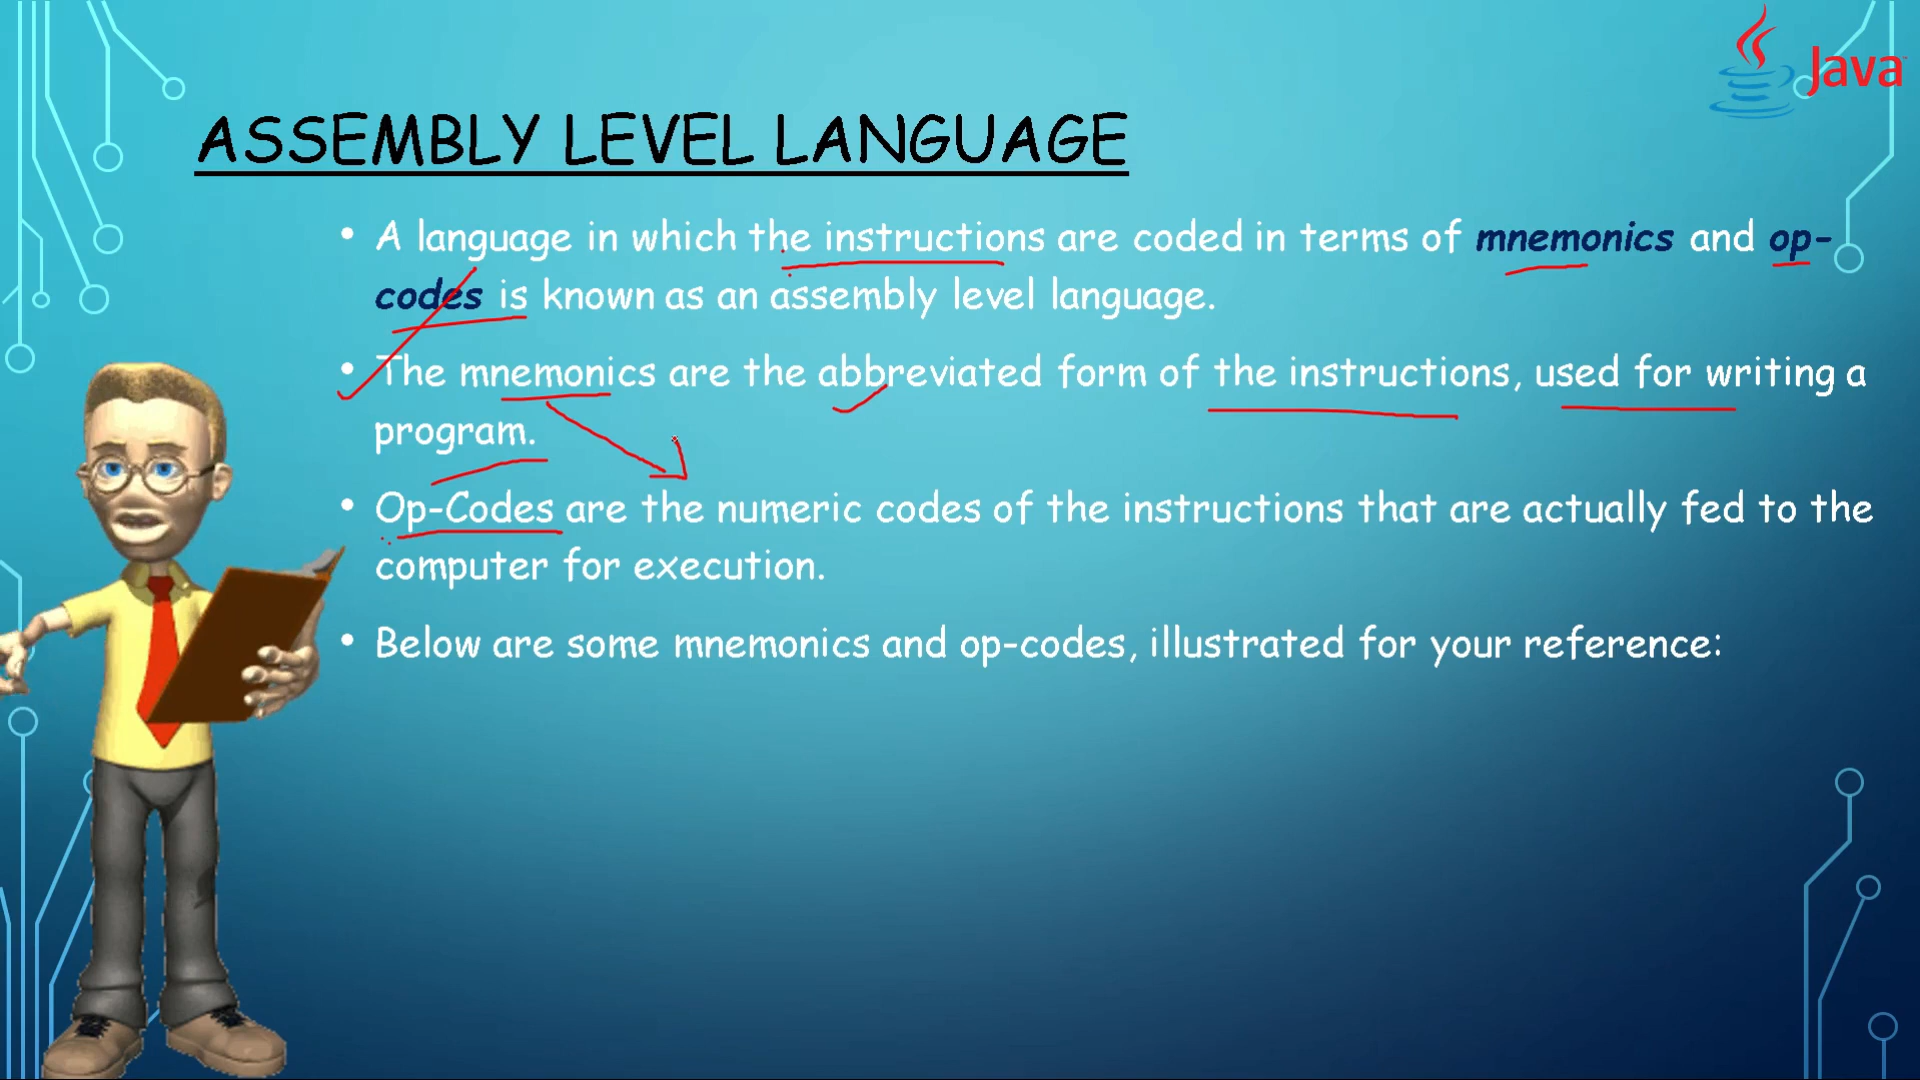 Java
ASSEMBLY LEVEL LANGUAGE
• A language in which the instructions are coded in terms of mnemonics and op-
codes is known as an assembly level language.
• The mnemonics are the abbreviated form of the instructions, used for writing a
program.
• Op-Codes are the numeric codes of the instructions that are actually fed to the
computer for execution.
• Below are some mnemonics and op-codes, illustrated for your reference: